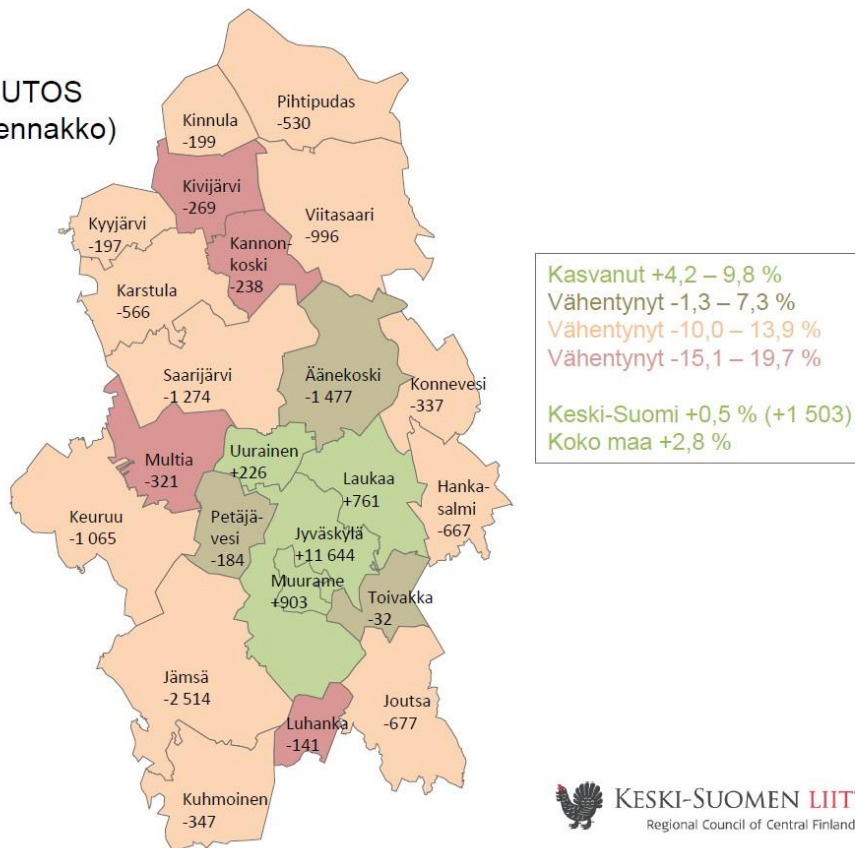 UTOS
ennakko)
Pihtipudas
-530
Kinnula
-199
Kivijärvi
-269
Viitasaari
-996
Kyyjärvi
-197
Kannon-
koski
-238
Karstula
-566
Saarijärvi
-1 274
Äänekoski
-1 477
Konnevesi
-337
Multia
-321
Uurainen
+226
Laukaa
+761
Hanka-
salmi
-667
Keuruu
-1 065
Petäjä-
vesi
-184
Jyväskylä
+11 644
Muurame
+903
Toivakka
-32
Jämsä
-2 514
Joutsa
-677
Luhanka
-141
Kuhmoinen
-347
Kasvanut +4,2 – 9,8 %
Vähentynyt -1,3 – 7,3 %
Vähentynyt -10,0 – 13,9 %
Vähentynyt -15,1 – 19,7 %
Keski-Suomi +0,5 % (+1 503)
Koko maa +2,8 %
KESKI-SUOMEN LIIT
Regional Council of Central Finland